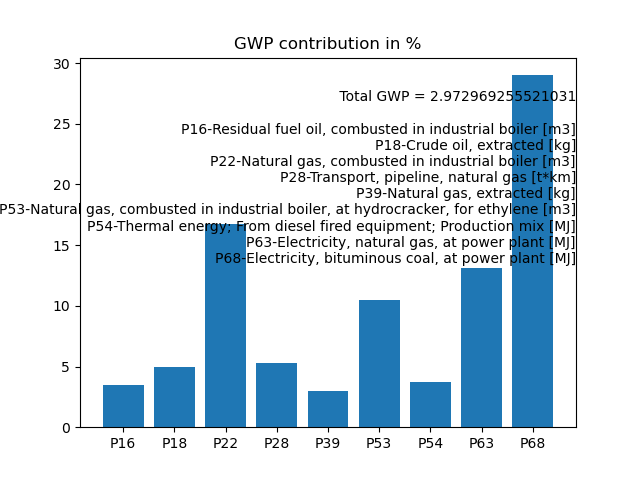 GWP contribution in %
30
Total GWP = 2.972969255521031
25
P16-Residual fuel oil, combusted in industrial boiler [m3]
P18-Crude oil, extracted [kg]
P22-Natural gas, combusted in industrial boiler [m3]
P28-Transport, pipeline, natural gas [t*km]
20
P39-Natural gas, extracted [kg]
P53-Natural gas, combusted in industrial boiler, at hydrocracker, for ethylene [m3]
P54-Thermal energy; From diesel fired equipment; Production mix [MJ]
15
P63-Electricity, natural gas, at power plant [MJ]
P68-Electricity, bituminous coal, at power plant [MJ]
10
5
0
P16 P18 P22 P28 P39 P53 P54 P63 P68